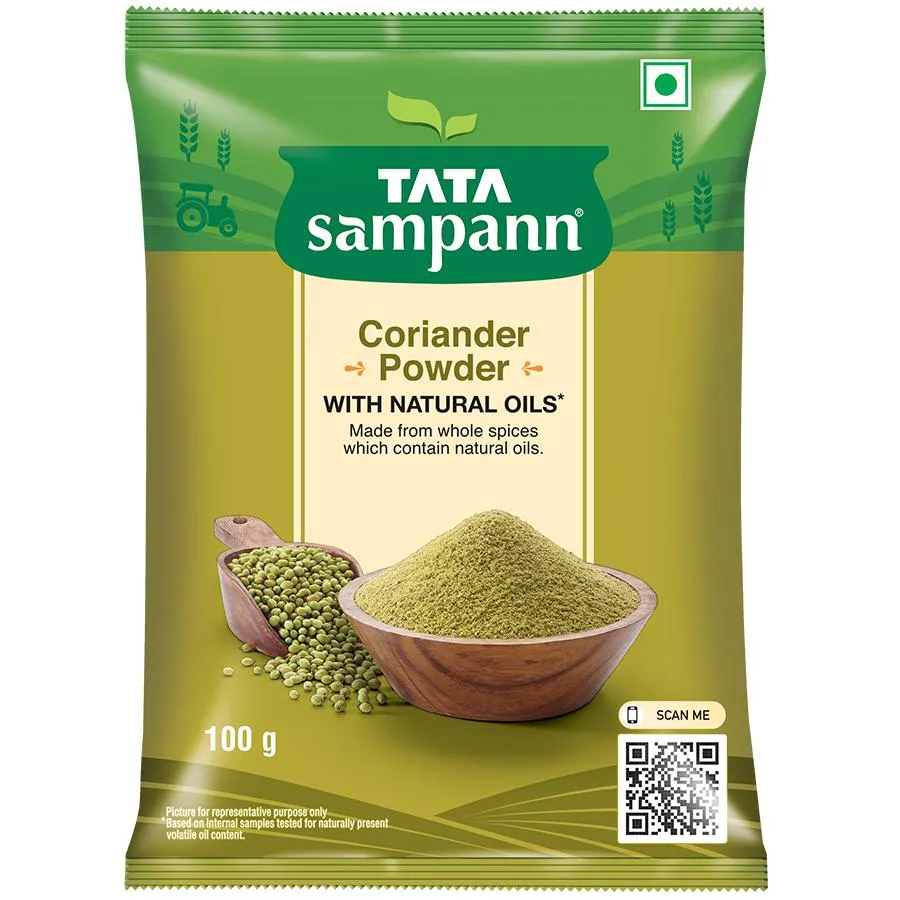 TATA
sampann®
Coriander
Powder
WITH NATURAL OILS*
Made from whole spices
which contain natural oils.
100 g
SCAN ME
Picture for representative purpose only
*Based on internal samples tested for naturally present
volatile oil content.